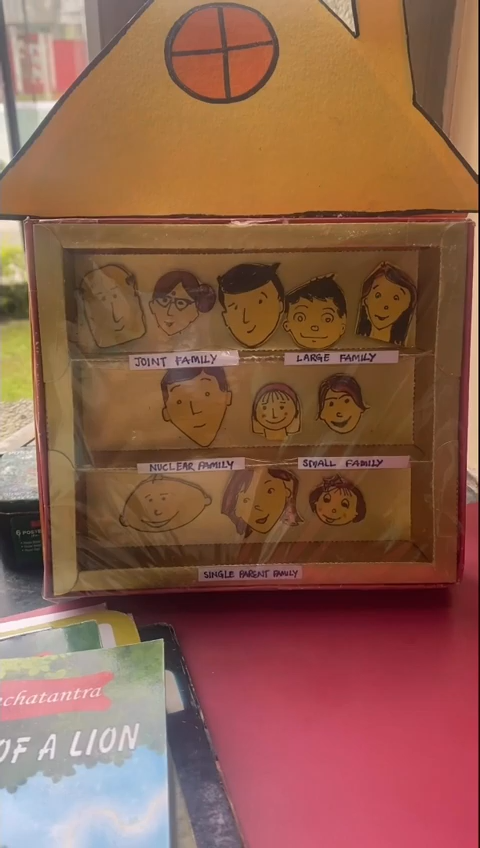 JOINT FAMILY
LARGE FAMILY
NUCLEAR FAMILY
SMALL FAMILY
SINGLE PARENT FAMILY
chatantra
OF A LION